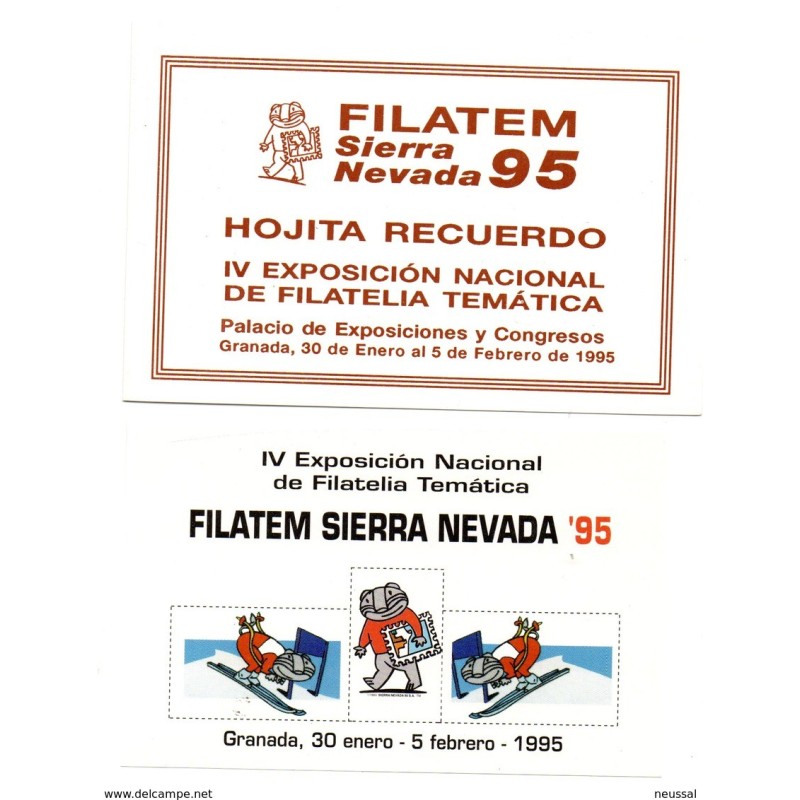 FILATEM
Sierra
Nevada 95
HOJITA RECUERDO
IV EXPOSICIÓN NACIONAL
DE FILATELIA TEMÁTICA
Palacio de Exposiciones y Congresos
Granada, 30 de Enero al 5 de Febrero de 1995
IV Exposición Nacional
de Filatelia Temática
FILATEM SIERRA NEVADA '95
Granada, 30 enero - 5 febrero - 1995
www.delcampe.net
neussal